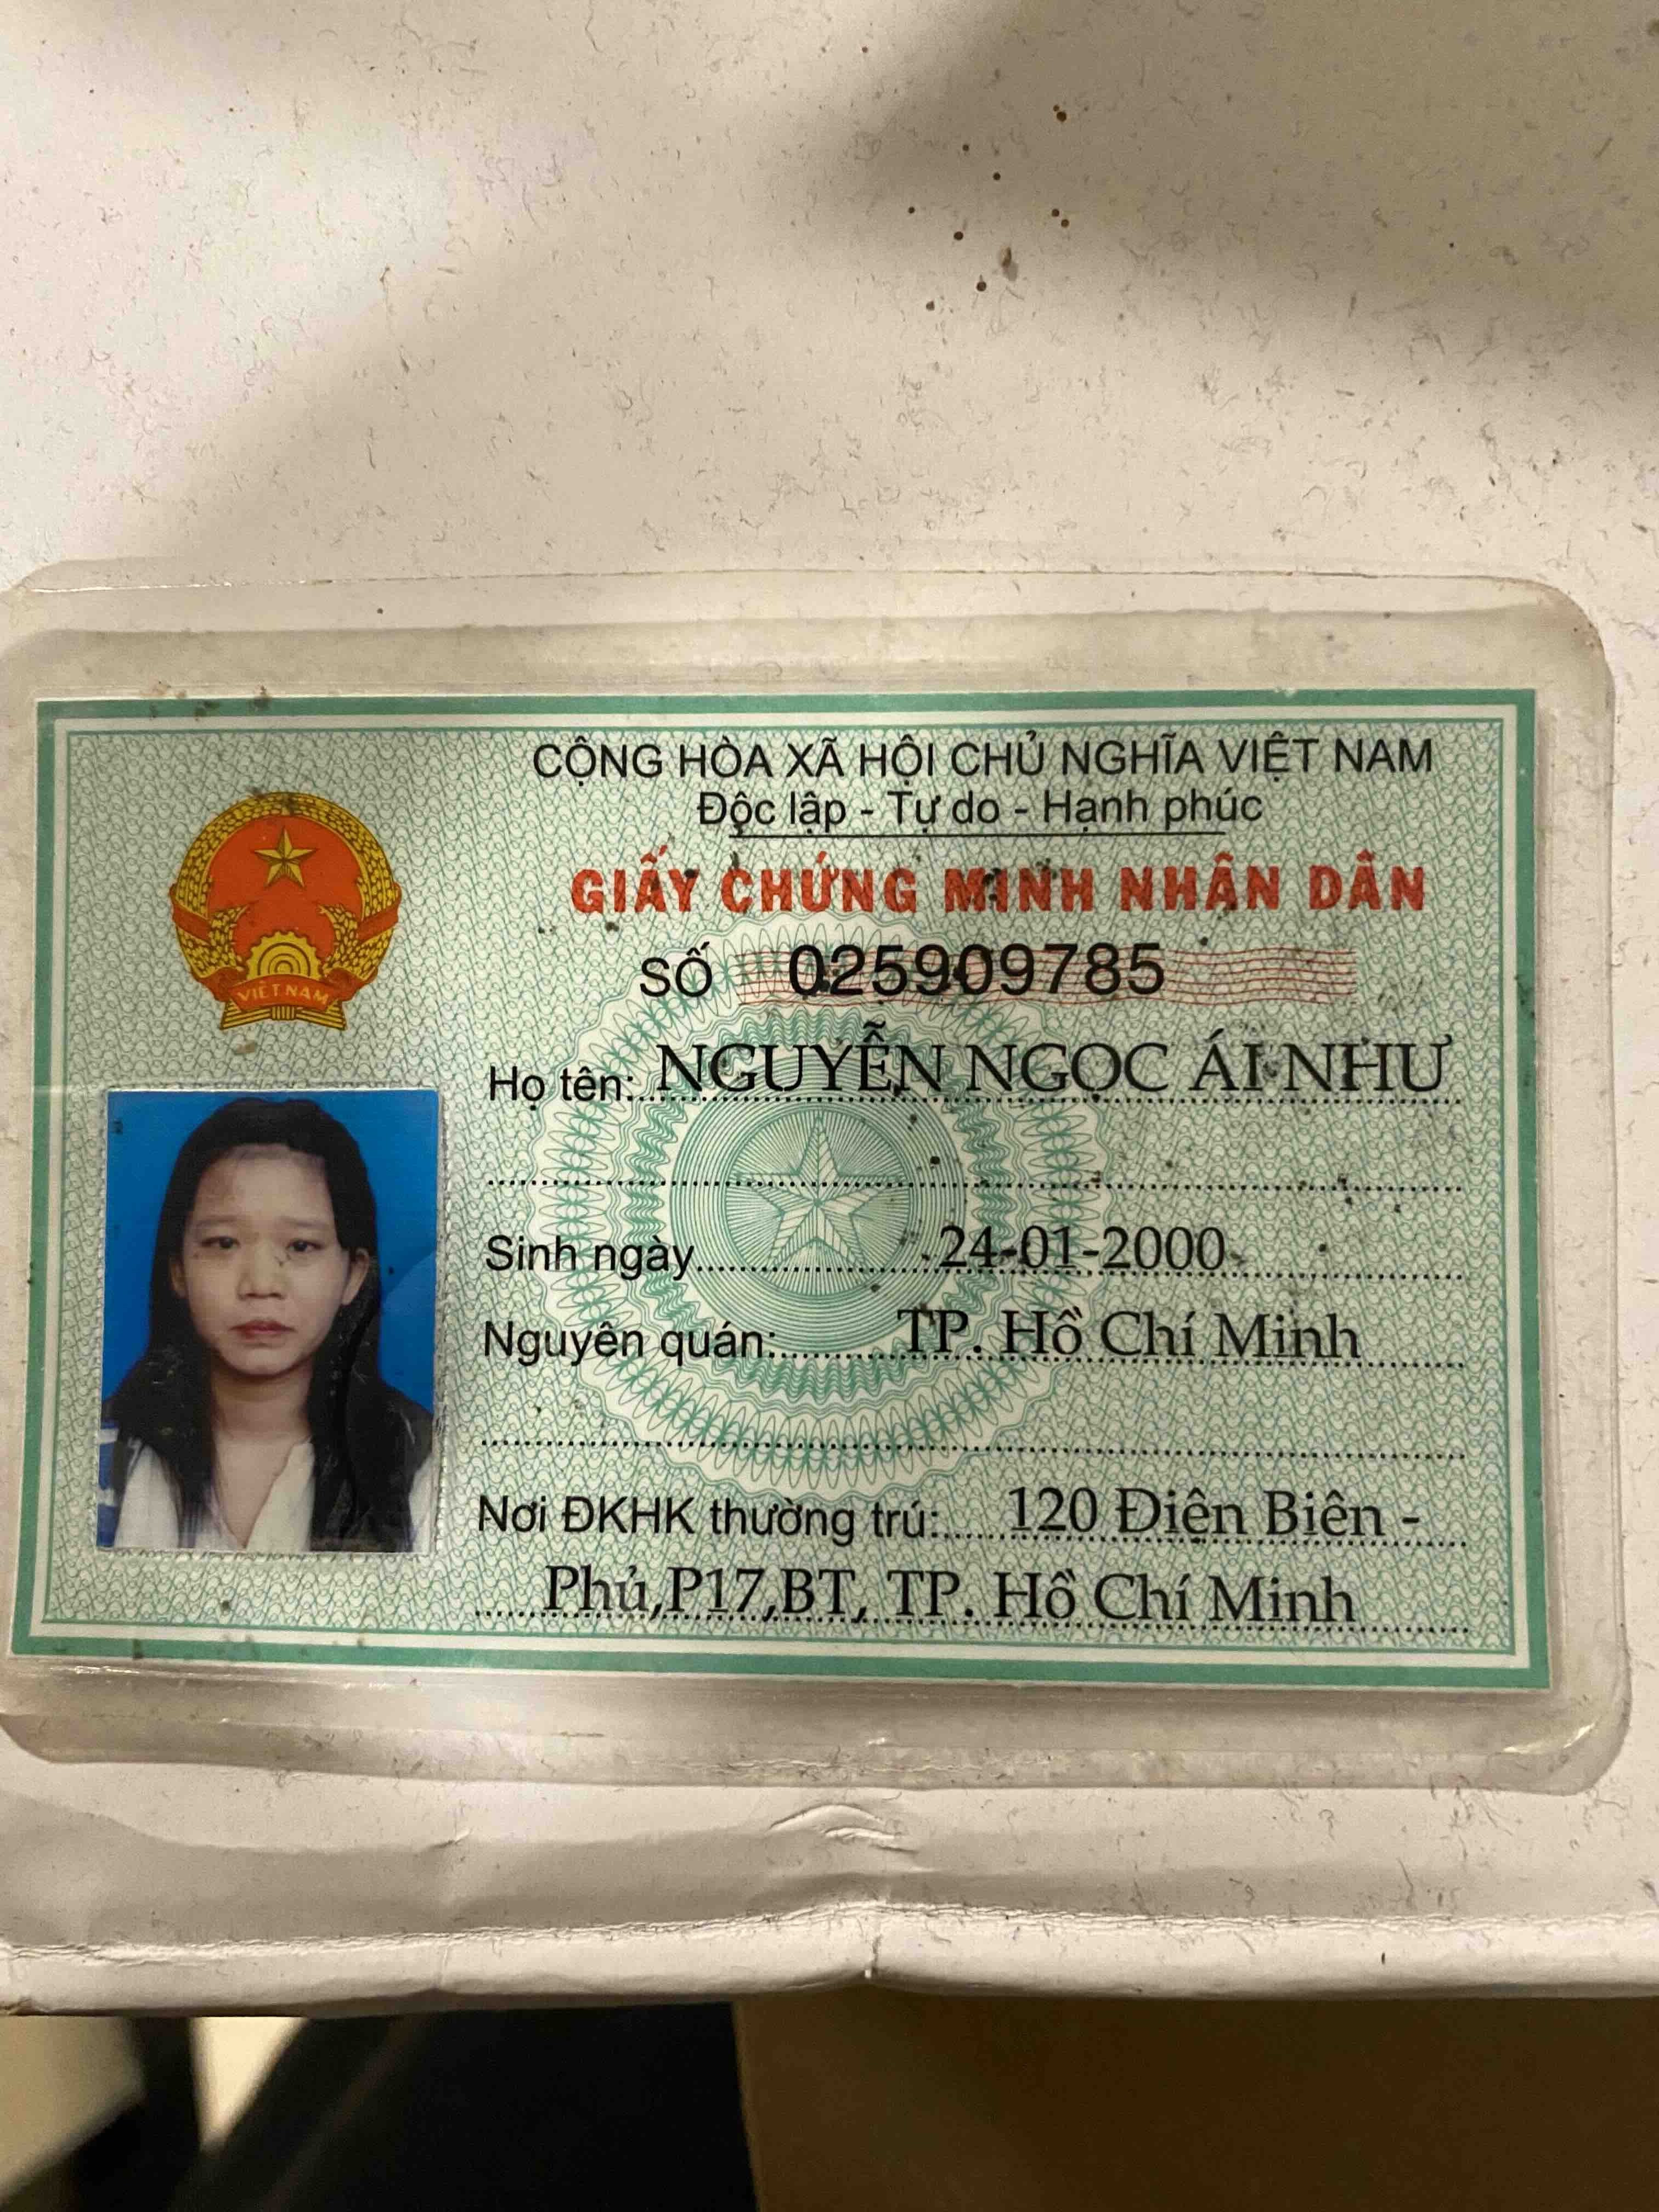 CỘNG HÒA XÃ HỘI CHỦ NGHĨA VIỆT NAM
Độc lập - Tự do - Hạnh phúc
GIẤY CHỨNG MINH NHÂN DÂN
SỐ 025909785
VIỆT NAM
Họ tên: NGUYỄN NGỌC ÁI NHƯ
Sinh ngày 24-01-2000
Nguyên quán: TP. Hồ Chí Minh
Nơi ĐKHK thường trú: 120 Điện Biên -
Phủ,P17,BT, TP. Hồ Chí Minh